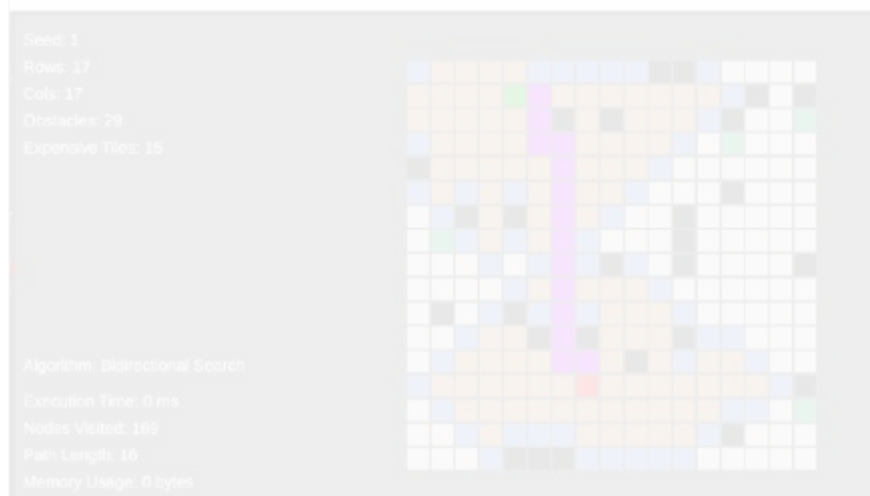 Seed: 1
Rows: 17
Cols: 17
Obstacles: 29
Expensive Tiles: 15
Algorithm: Bidirectional Search
Execution Time: 0 ms
Nodes Visited: 169
Path Length: 16
Memory Usage: 0 bytes